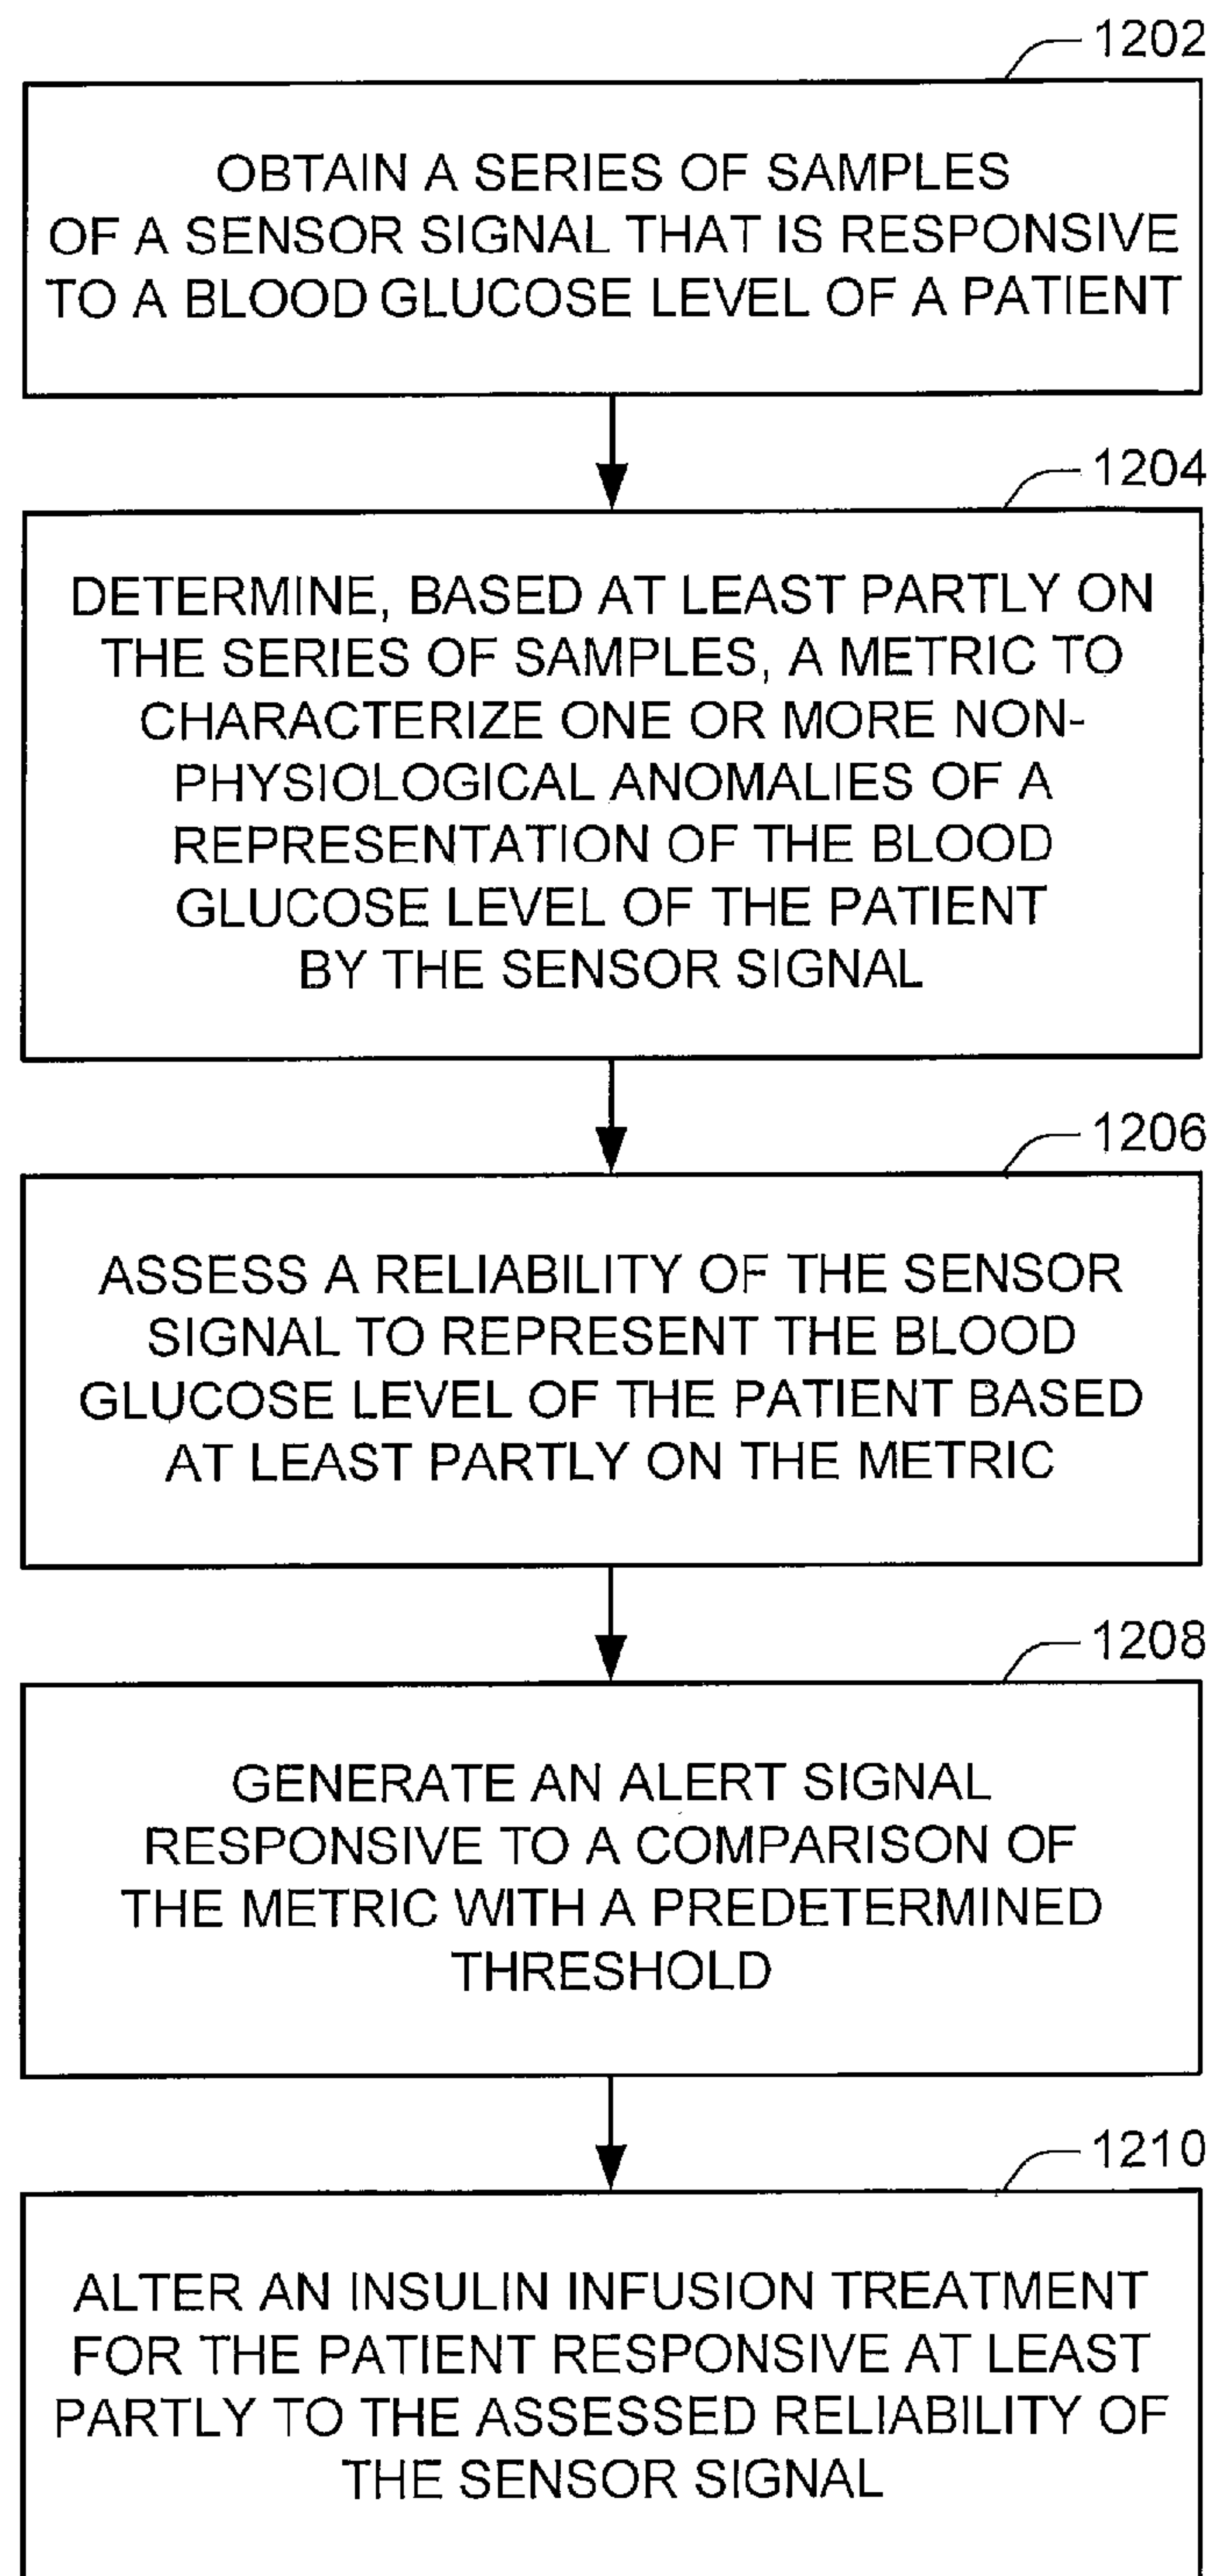 1202
OBTAIN A SERIES OF SAMPLES
OF A SENSOR SIGNAL THAT IS RESPONSIVE
TO A BLOOD GLUCOSE LEVEL OF A PATIENT
1204
DETERMINE, BASED AT LEAST PARTLY ON
THE SERIES OF SAMPLES, A METRIC TO
CHARACTERIZE ONE OR MORE NON-
PHYSIOLOGICAL ANOMALIES OF A
REPRESENTATION OF THE BLOOD
GLUCOSE LEVEL OF THE PATIENT
BY THE SENSOR SIGNAL
1206
ASSESS A RELIABILITY OF THE SENSOR
SIGNAL TO REPRESENT THE BLOOD
GLUCOSE LEVEL OF THE PATIENT BASED
AT LEAST PARTLY ON THE METRIC
1208
GENERATE AN ALERT SIGNAL
RESPONSIVE TO A COMPARISON OF
THE METRIC WITH A PREDETERMINED
THRESHOLD
1210
ALTER AN INSULIN INFUSION TREATMENT
FOR THE PATIENT RESPONSIVE AT LEAST
PARTLY TO THE ASSESSED RELIABILITY OF
THE SENSOR SIGNAL